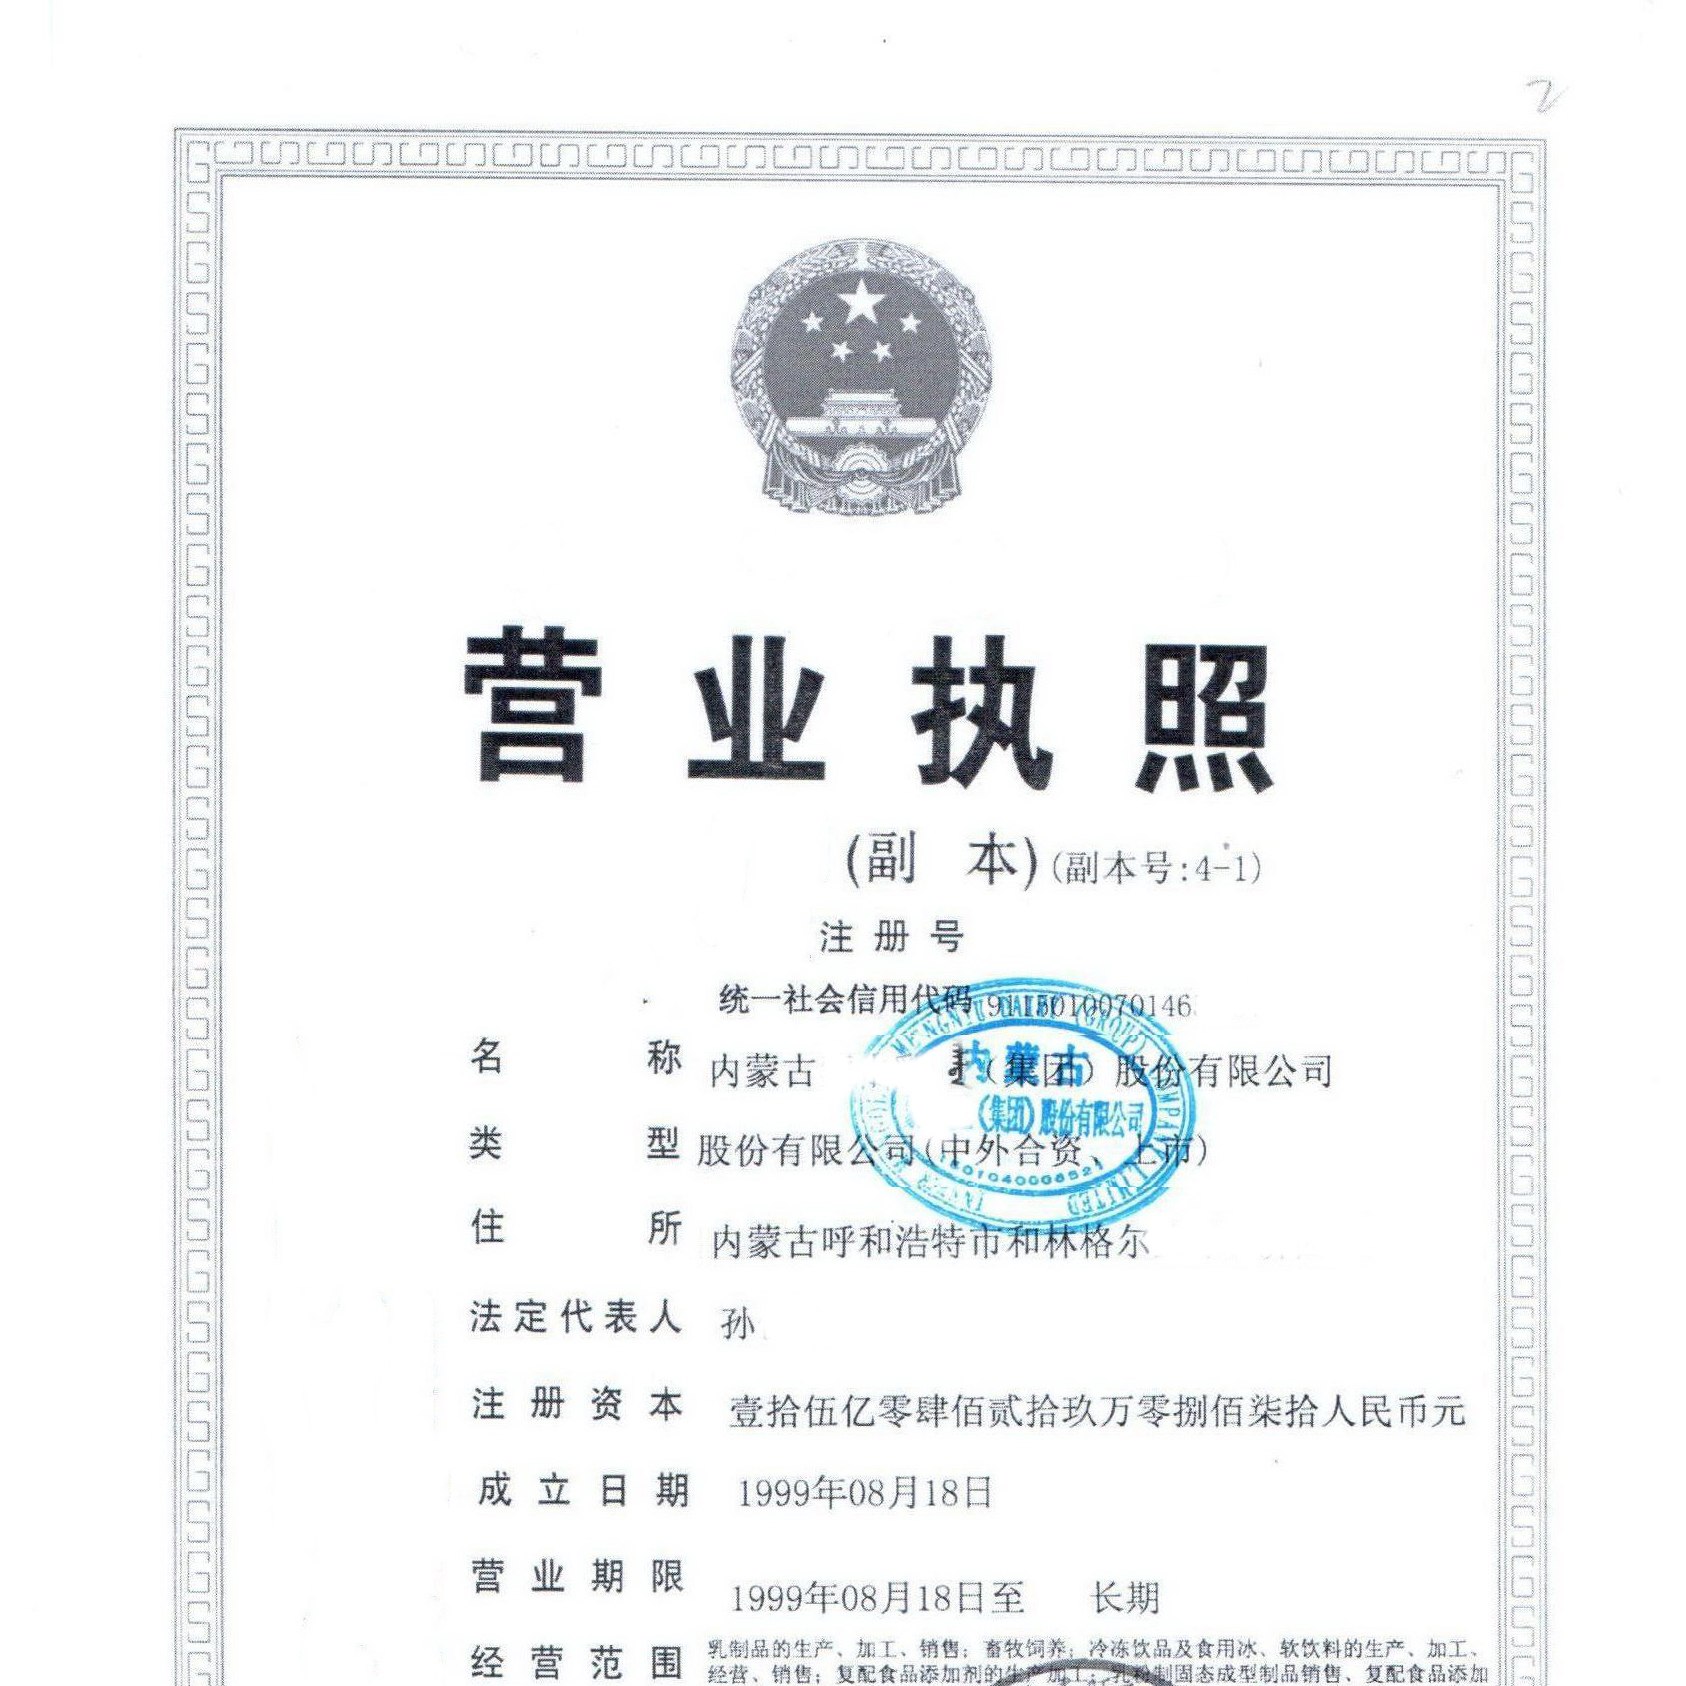 2
营业执照
(副 本)(副本号:4-1)
注册号
统一社会信用代码 9115010070146
名称 内蒙古 (集团)股份有限公司
类型 股份有限公司(中外合资、上市)
住所 内蒙古呼和浩特市和林格尔
法定代表人 孙
注册资本 壹拾伍亿零肆佰贰拾玖万零捌佰柒拾人民币元
成立日期 1999年08月18日
营业期限 1999年08月18日至 长期
经营范围 乳制品的生产、加工、销售;畜牧饲养;冷冻饮品及食用冰、软饮料的生产、加工、
经营、销售;复配食品添加剂的生产加工;乳粉制固态成型制品销售、复配食品添加
MENGNIU DAIRY (GROUP) COMPANY LIMITED
内蒙古
(集团)股份有限公司